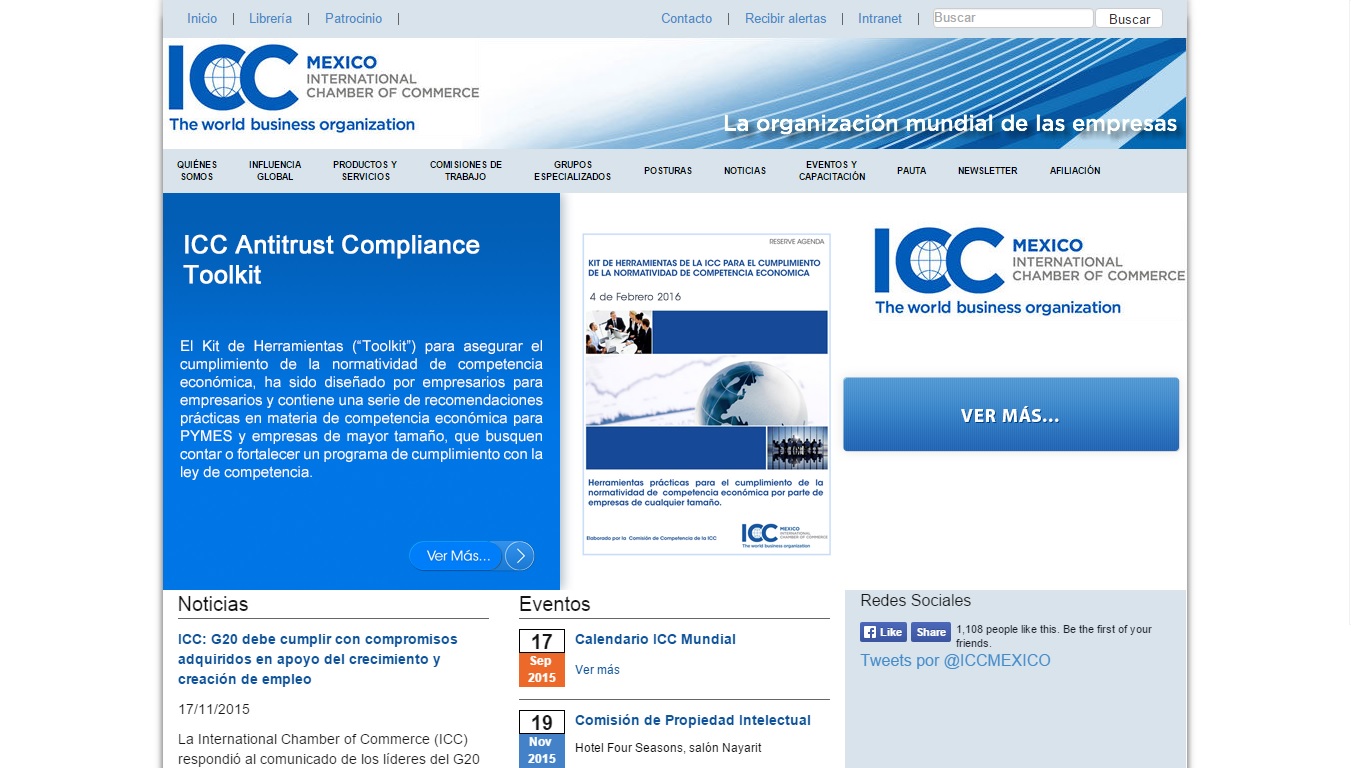 Inicio | Librería | Patrocinio |
Contacto | Recibir alertas | Intranet | Buscar Buscar
ICC MEXICO
INTERNATIONAL
CHAMBER OF COMMERCE
The world business organization
La organización mundial de las empresas
QUIÉNES
SOMOS
INFLUENCIA
GLOBAL
PRODUCTOS Y
SERVICIOS
COMISIONES DE
TRABAJO
GRUPOS
ESPECIALIZADOS
POSTURAS
NOTICIAS
EVENTOS Y
CAPACITACIÓN
PAUTA
NEWSLETTER
AFILIACIÓN
ICC Antitrust Compliance
Toolkit
El Kit de Herramientas (“Toolkit”) para asegurar el
cumplimiento de la normatividad de competencia
económica, ha sido diseñado por empresarios para
empresarios y contiene una serie de recomendaciones
prácticas en materia de competencia económica para
PYMES y empresas de mayor tamaño, que busquen
contar o fortalecer un programa de cumplimiento con la
ley de competencia.
Ver Más...
RESERVE AGENDA
KIT DE HERRAMIENTAS DE LA ICC PARA EL CUMPLIMIENTO
DE LA NORMATIVIDAD DE COMPETENCIA ECONOMICA
4 de Febrero 2016
Herramientas prácticas para el cumplimiento de la
normatividad de competencia económica por parte de
empresas de cualquier tamaño.
Elaborado por la Comisión de Competencia de la ICC
ICC MEXICO
INTERNATIONAL
CHAMBER OF COMMERCE
The world business organization
ICC MEXICO
INTERNATIONAL
CHAMBER OF COMMERCE
The world business organization
VER MÁS...
Noticias
ICC: G20 debe cumplir con compromisos
adquiridos en apoyo del crecimiento y
creación de empleo
17/11/2015
La International Chamber of Commerce (ICC)
respondió al comunicado de los líderes del G20
Eventos
17
Sep
2015
Calendario ICC Mundial
Ver más
19
Nov
2015
Comisión de Propiedad Intelectual
Hotel Four Seasons, salón Nayarit
Redes Sociales
Like Share 1,108 people like this. Be the first of your
friends.
Tweets por @ICCMEXICO